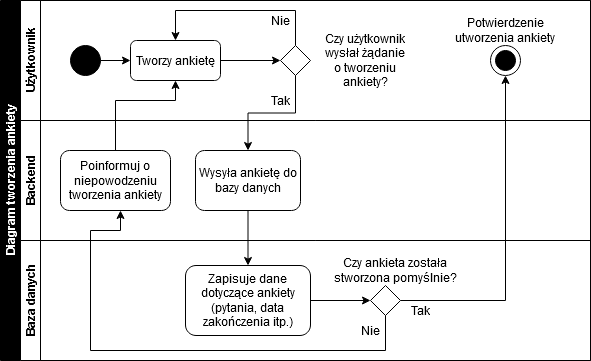 Diagram tworzenia ankiety
Użytkownik
Tworzy ankietę
Nie
Czy użytkownik
wysłał żądanie
o tworzeniu
ankiety?
Tak
Potwierdzenie
utworzenia ankiety
Backend
Poinformuj o
niepowodzeniu
tworzenia ankiety
Wysyła ankietę do
bazy danych
Baza danych
Zapisuje dane
dotyczące ankiety
(pytania, data
zakończenia itp.)
Czy ankieta została
stworzona pomyślnie?
Tak
Nie